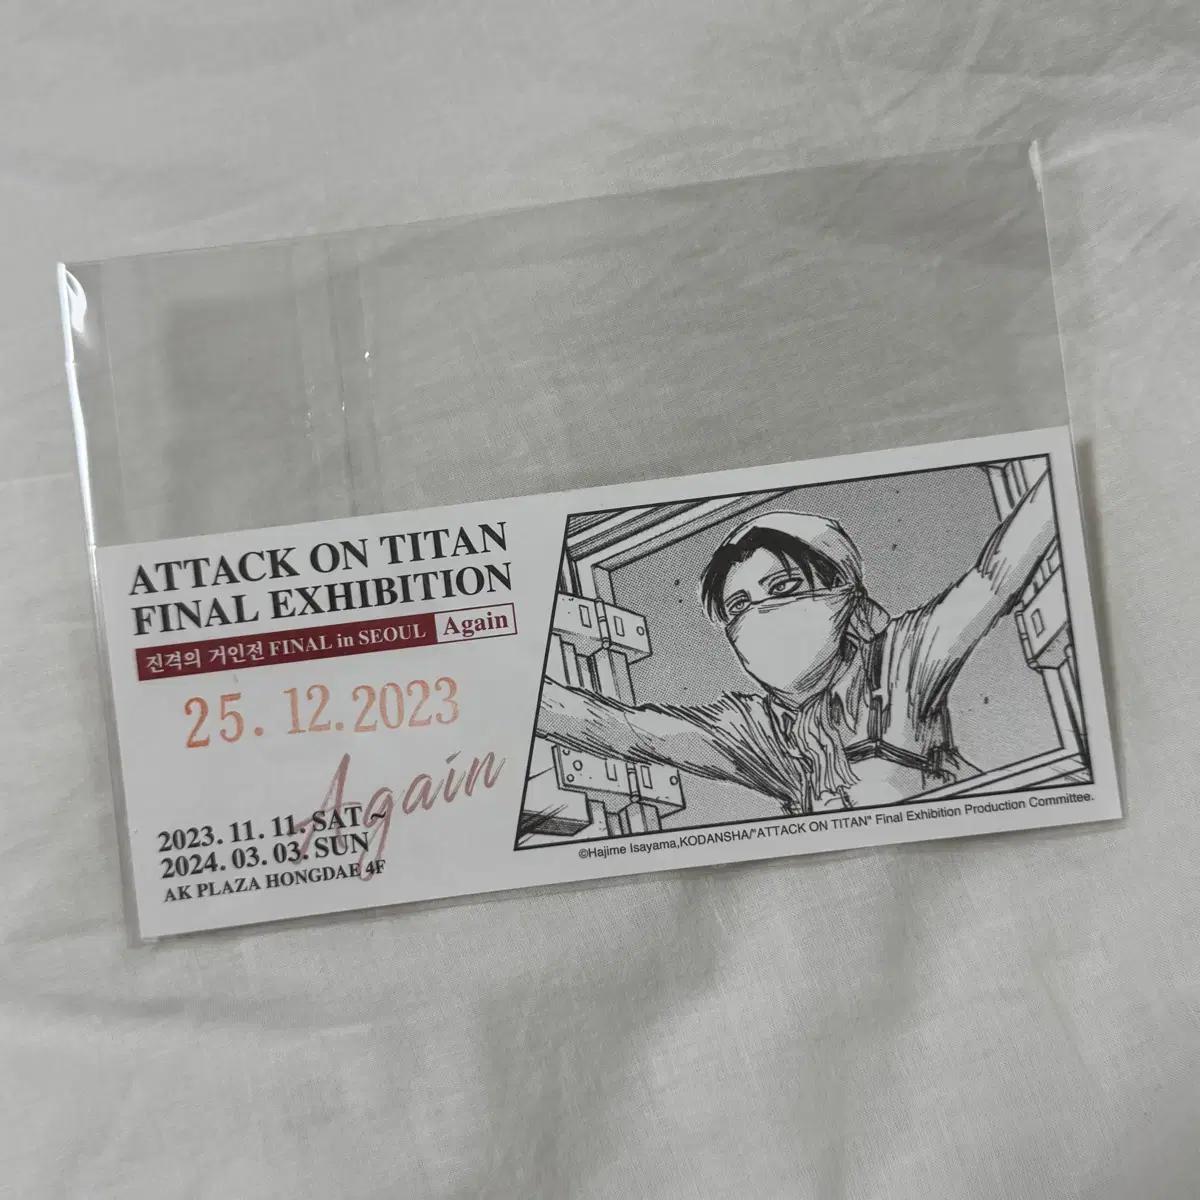 ATTACK ON TITAN
FINAL EXHIBITION
진격의 거인전 FINAL in SEOUL Again
25.12.2023
Again
2023. 11. 11. SAT ~
2024. 03. 03. SUN
AK PLAZA HONGDAE 4F
©Hajime Isayama,KODANSHA/"ATTACK ON TITAN" Final Exhibition Production Committee.